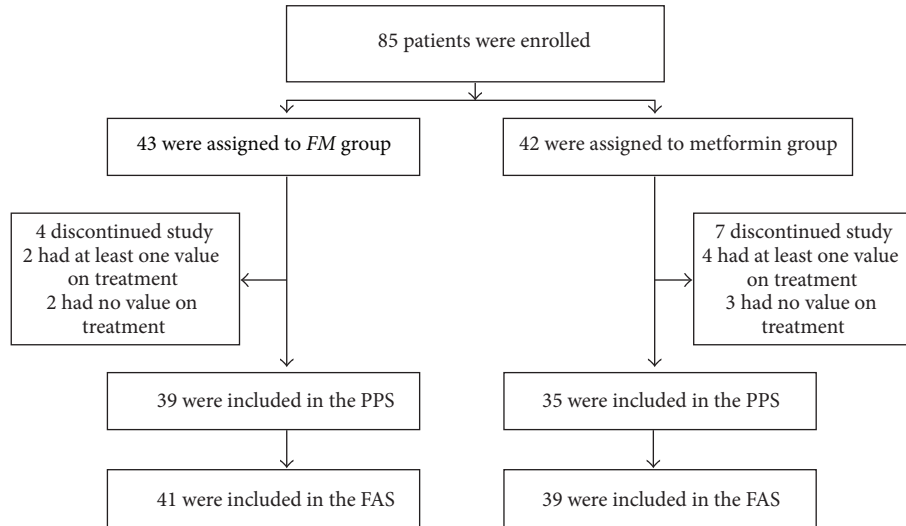 85 patients were enrolled
43 were assigned to FM group
42 were assigned to metformin group
4 discontinued study
2 had at least one value
on treatment
2 had no value on
treatment
7 discontinued study
4 had at least one value
on treatment
3 had no value on
treatment
39 were included in the PPS
35 were included in the PPS
41 were included in the FAS
39 were included in the FAS